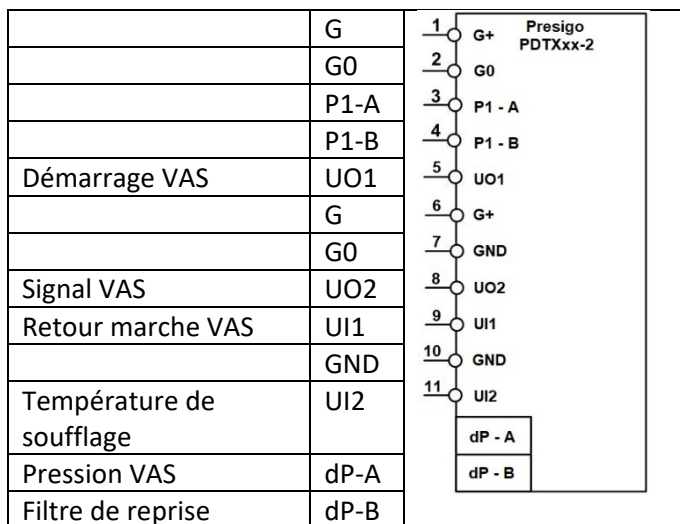 G
G0
P1-A
P1-B
Démarrage VAS UO1
G
G0
Signal VAS UO2
Retour marche VAS UI1
GND
Température de soufflage UI2
Pression VAS dP-A
Filtre de reprise dP-B
Presigo
PDTXxx-2
1 G+
2 G0
3 P1 - A
4 P1 - B
5 UO1
6 G+
7 GND
8 UO2
9 UI1
10 GND
11 UI2
dP - A
dP - B